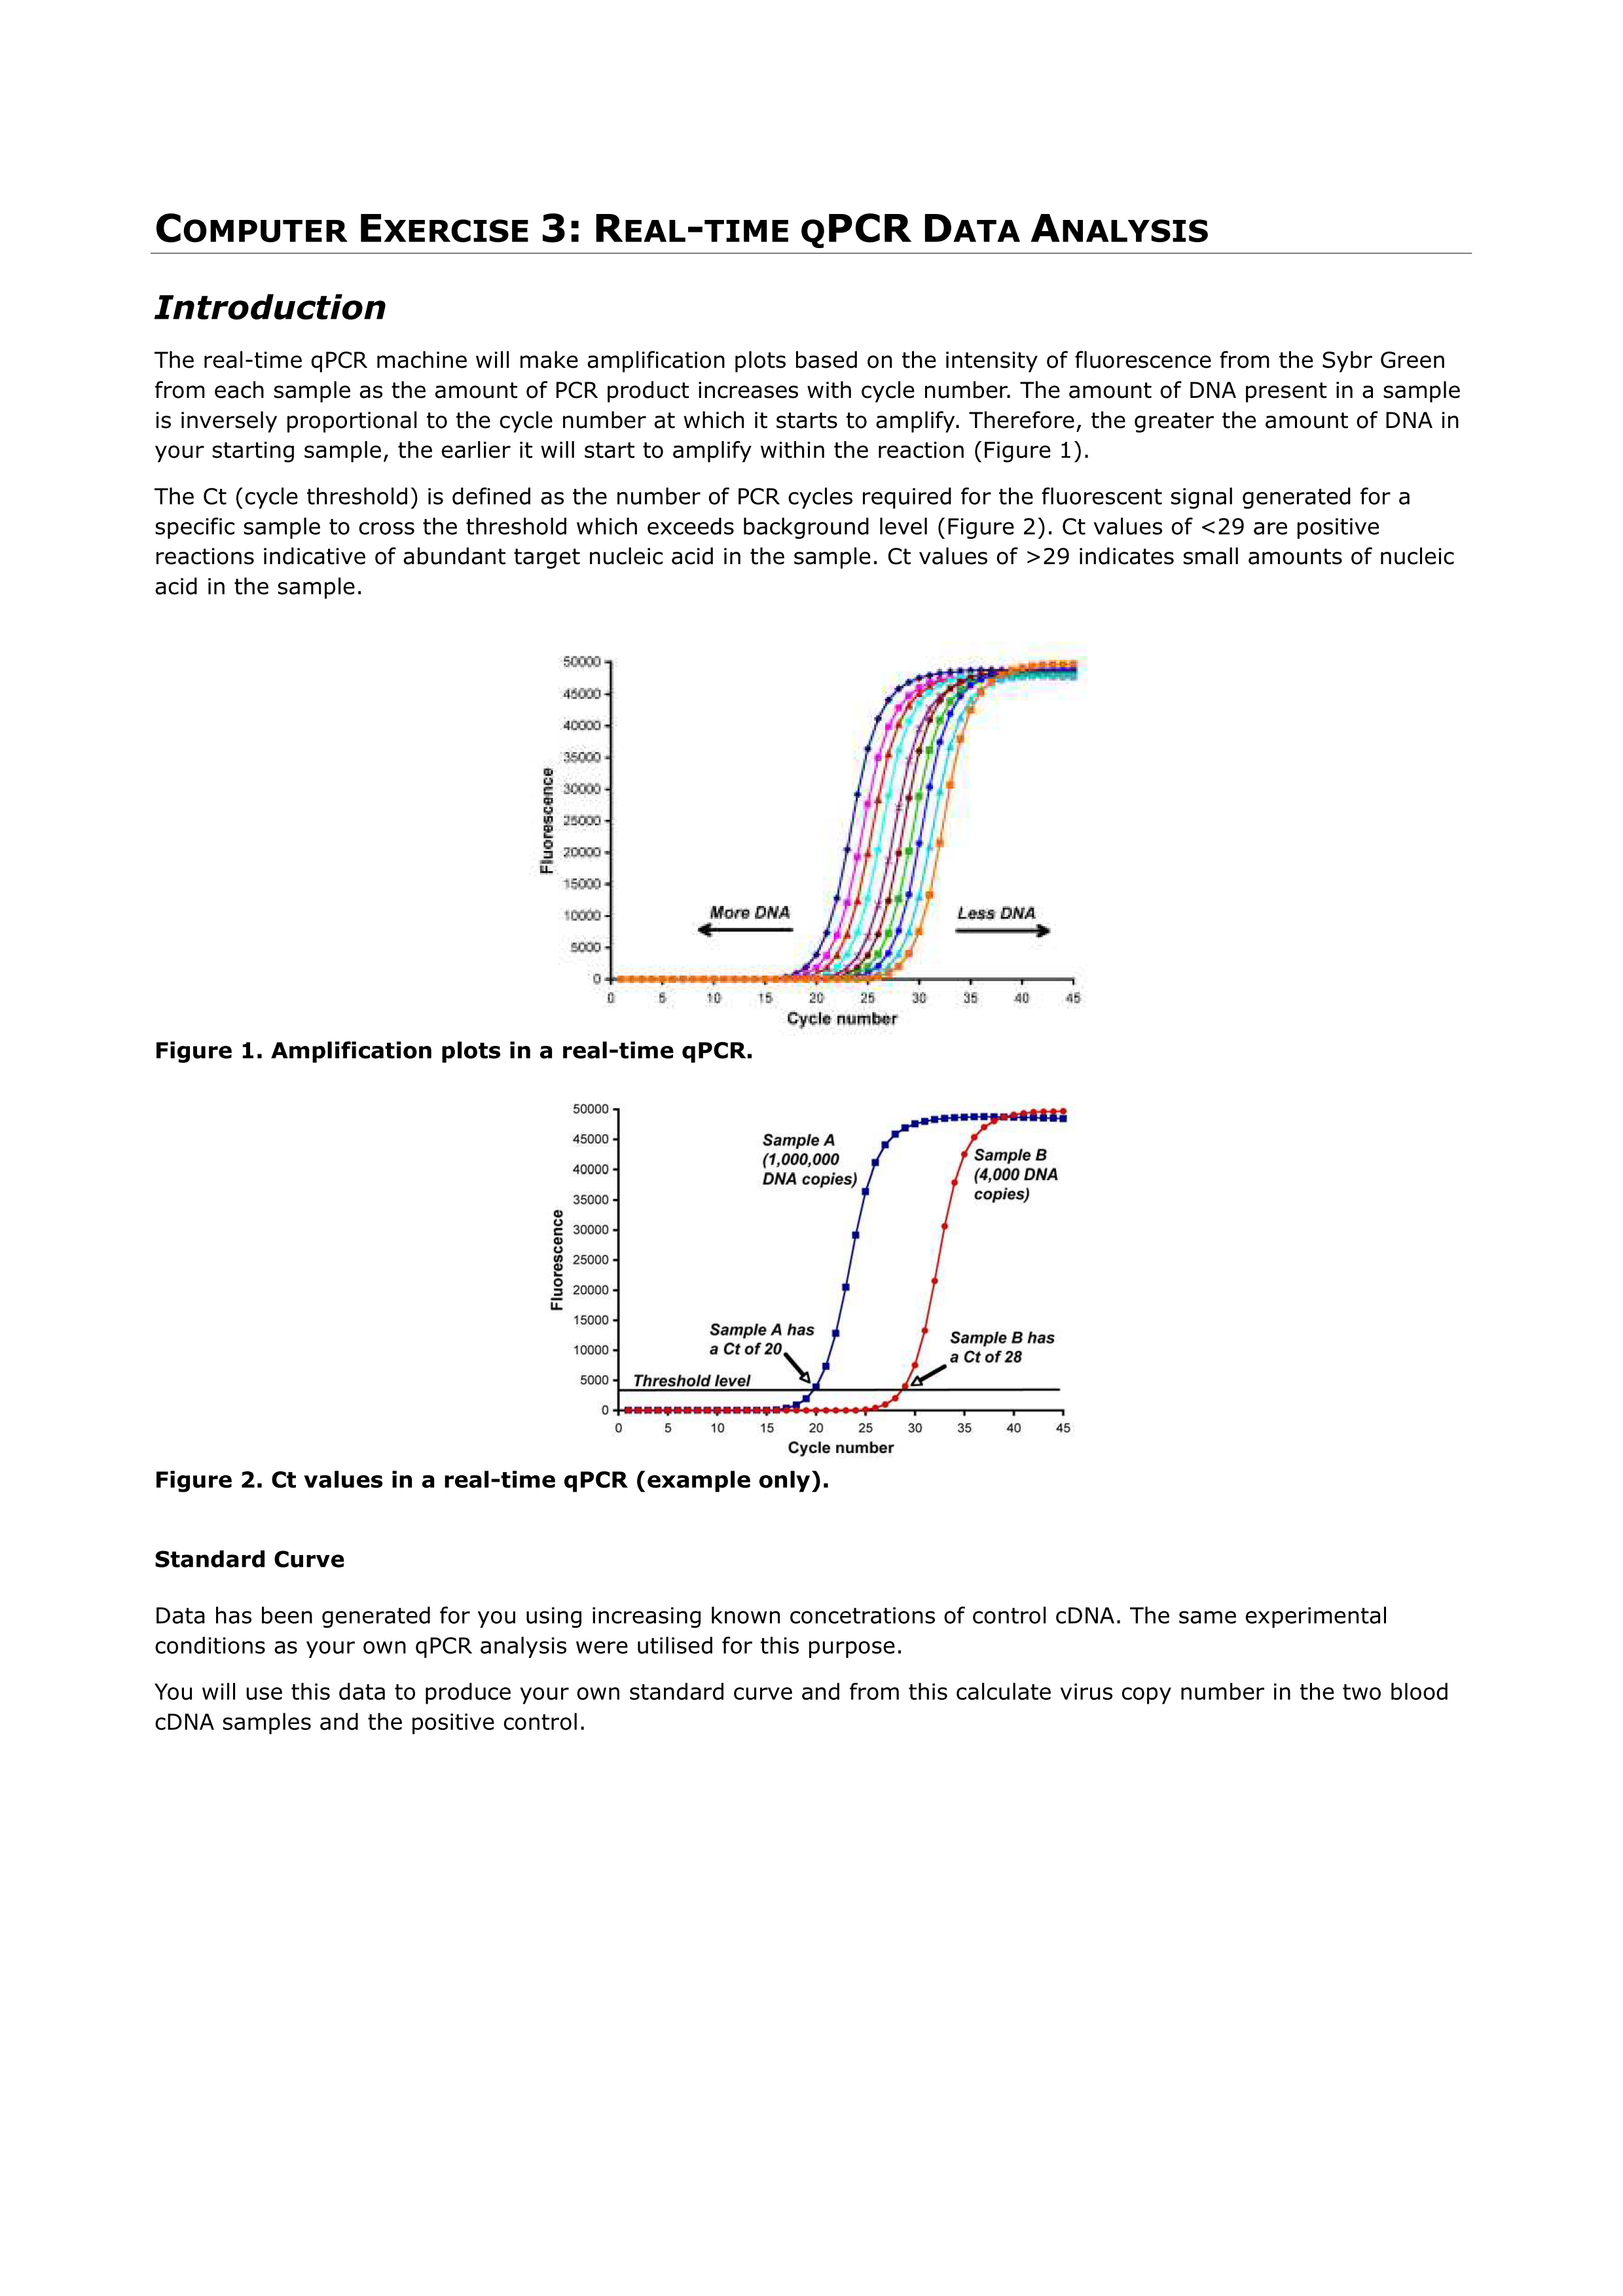 COMPUTER EXERCISE 3: REAL-TIME QPCR DATA ANALYSIS
Introduction
The real-time qPCR machine will make amplification plots based on the intensity of fluorescence from the Sybr Green
from each sample as the amount of PCR product increases with cycle number. The amount of DNA present in a sample
is inversely proportional to the cycle number at which it starts to amplify. Therefore, the greater the amount of DNA in
your starting sample, the earlier it will start to amplify within the reaction (Figure 1).
The Ct (cycle threshold) is defined as the number of PCR cycles required for the fluorescent signal generated for a
specific sample to cross the threshold which exceeds background level (Figure 2). Ct values of <29 are positive
reactions indicative of abundant target nucleic acid in the sample. Ct values of >29 indicates small amounts of nucleic
acid in the sample.
50000
45000
40000
35000
30000
25000
20000
15000
10000
5000
0
Fluorescence
More DNA
Less DNA
0 5 10 15 20 25 30 35 40 45
Cycle number
Figure 1. Amplification plots in a real-time qPCR.
50000
45000
40000
35000
30000
25000
20000
15000
10000
5000
0
Fluorescence
Sample A
(1,000,000
DNA copies)
Sample B
(4,000 DNA
copies)
Sample A has
a Ct of 20
Sample B has
a Ct of 28
Threshold level
0 5 10 15 20 25 30 35 40 45
Cycle number
Figure 2. Ct values in a real-time qPCR (example only).
Standard Curve
Data has been generated for you using increasing known concetrations of control cDNA. The same experimental
conditions as your own qPCR analysis were utilised for this purpose.
You will use this data to produce your own standard curve and from this calculate virus copy number in the two blood
cDNA samples and the positive control.